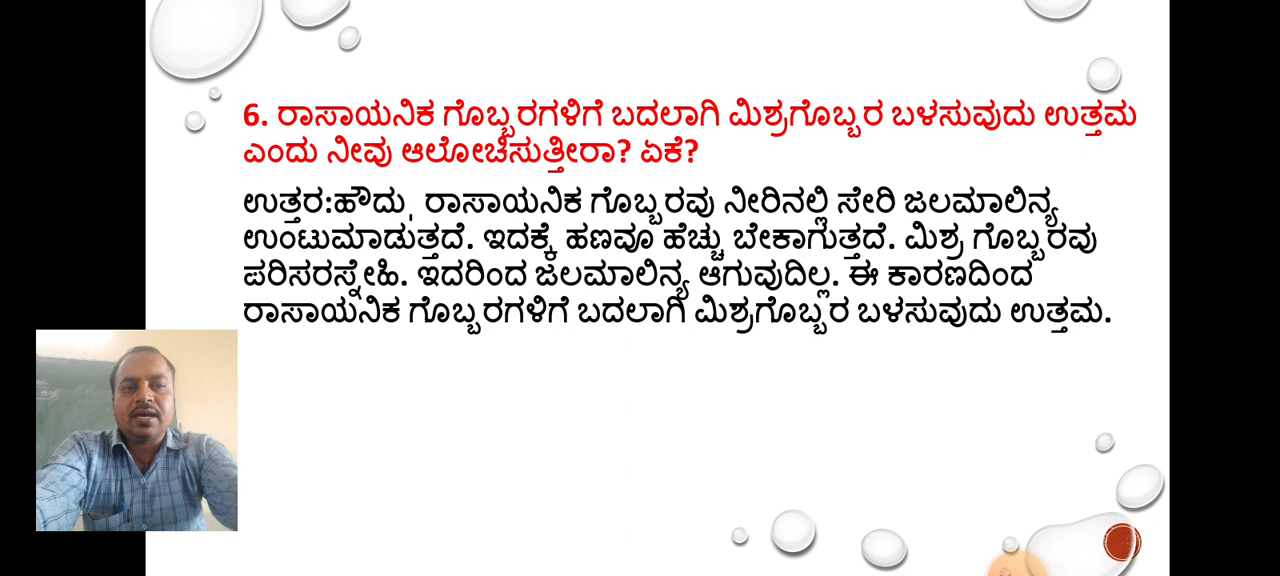 6. ರಾಸಾಯನಿಕ ಗೊಬ್ಬರಗಳಿಗೆ ಬದಲಾಗಿ ಮಿಶ್ರಗೊಬ್ಬರ ಬಳಸುವುದು ಉತ್ತಮ
ಎಂದು ನೀವು ಆಲೋಚಿಸುತ್ತೀರಾ? ಏಕೆ?
ಉತ್ತರ:ಹೌದು, ರಾಸಾಯನಿಕ ಗೊಬ್ಬರವು ನೀರಿನಲ್ಲಿ ಸೇರಿ ಜಲಮಾಲಿನ್ಯ
ಉಂಟುಮಾಡುತ್ತದೆ. ಇದಕ್ಕೆ ಹಣವೂ ಹೆಚ್ಚು ಬೇಕಾಗುತ್ತದೆ. ಮಿಶ್ರ ಗೊಬ್ಬರವು
ಪರಿಸರಸ್ನೇಹಿ. ಇದರಿಂದ ಜಲಮಾಲಿನ್ಯ ಆಗುವುದಿಲ್ಲ. ಈ ಕಾರಣದಿಂದ
ರಾಸಾಯನಿಕ ಗೊಬ್ಬರಗಳಿಗೆ ಬದಲಾಗಿ ಮಿಶ್ರಗೊಬ್ಬರ ಬಳಸುವುದು ಉತ್ತಮ.